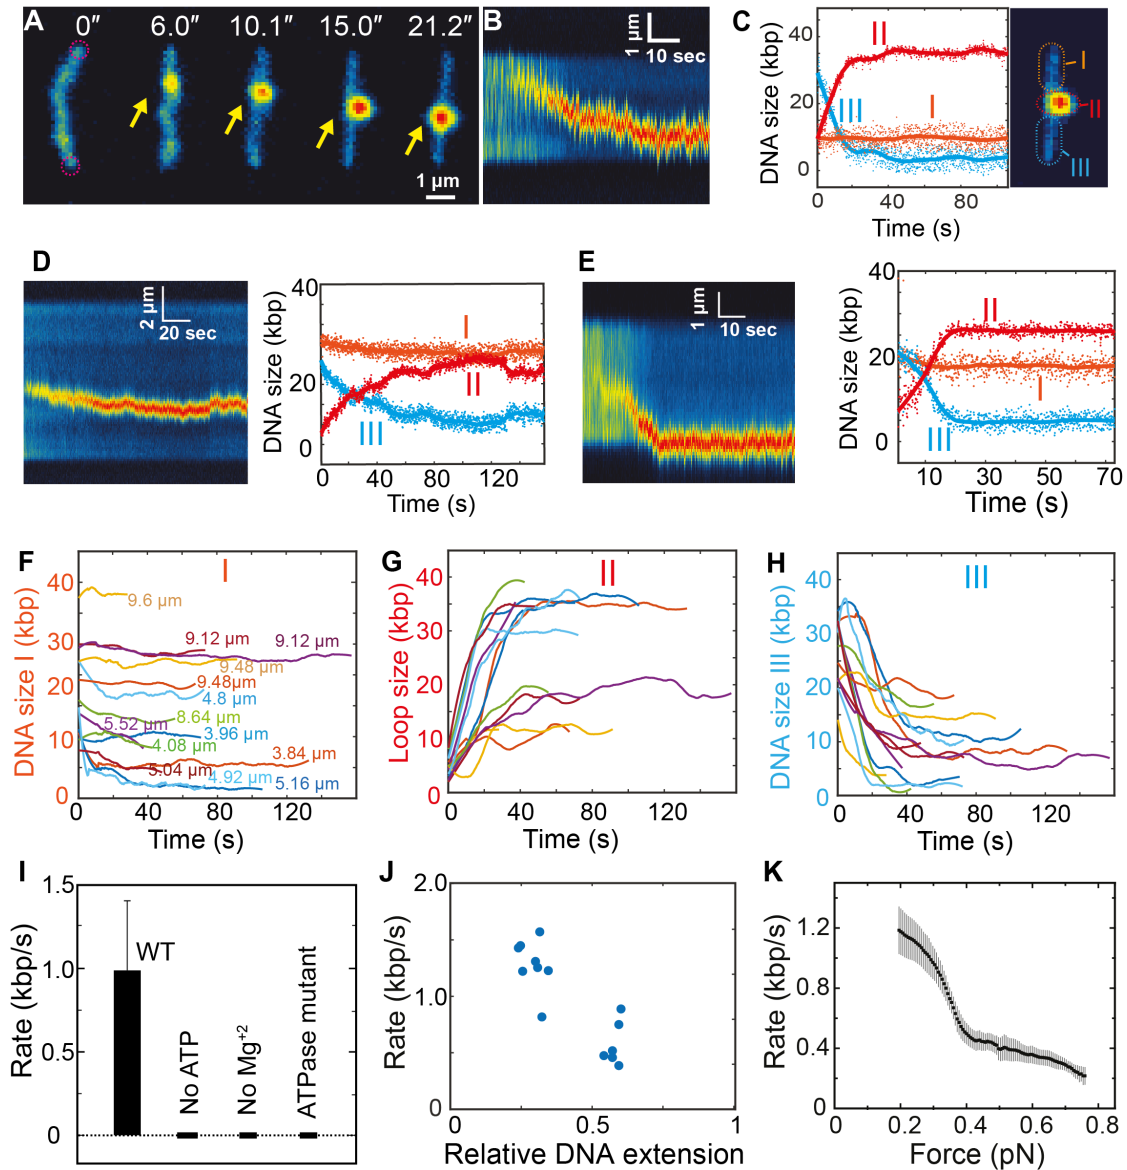 A
0″
6.0″
10.1″
15.0″
21.2″
1 µm
B
1 µm
10 sec
C
DNA size (kbp)
40
20
0
0
40
80
Time (s)
II
III
I
I
II
III
D
2 µm
20 sec
DNA size (kbp)
40
20
0
0
40
80
120
Time (s)
I
II
III
E
1 µm
10 sec
DNA size (kbp)
40
20
0
10
30
50
70
Time (s)
II
I
III
F
I
DNA size I (kbp)
40
30
20
10
0
0
40
80
120
Time (s)
9.6 µm
9.12 µm
9.12 µm
9.48 µm
9.48µm
4.8 µm
8.64 µm
5.52 µm
3.96 µm
4.08 µm
3.84 µm
5.04 µm
4.92 µm
5.16 µm
G
II
Loop size (kbp)
40
30
20
10
0
0
40
80
120
Time (s)
H
III
DNA size III (kbp)
40
30
20
10
0
0
40
80
120
Time (s)
I
Rate (kbp/s)
1.5
1.0
0.5
0
WT
No ATP
No Mg⁺²
ATPase mutant
J
Rate (kbp/s)
2.0
1.0
0
0
0.5
1
Relative DNA extension
K
Rate (kbp/s)
1.2
0.8
0.4
0
0
0.2
0.4
0.6
0.8
Force (pN)